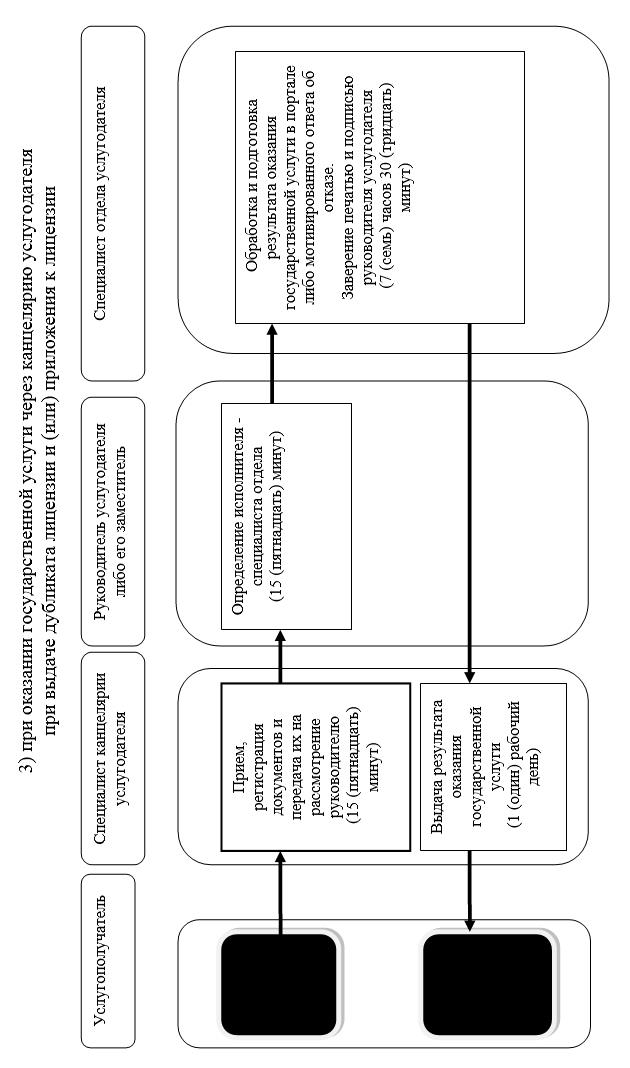 3) при оказании государственной услуги через канцелярию услугодателя
при выдаче дубликата лицензии и (или) приложения к лицензии
Услугополучатель
Специалист канцелярии
услугодателя
Руководитель услугодателя
либо его заместитель
Специалист отдела услугодателя
Прием,
регистрация
документов и
передача их на
рассмотрение
руководителю
(15 (пятнадцать)
минут)
Определение исполнителя -
специалиста отдела
(15 (пятнадцать) минут)
Обработка и подготовка
результата оказания
государственной услуги в портале
либо мотивированного ответа об
отказе.
Заверение печатью и подписью
руководителя услугодателя
(7 (семь) часов 30 (тридцать)
минут)
Выдача результата
оказания
государственной
услуги
(1 (один) рабочий
день)